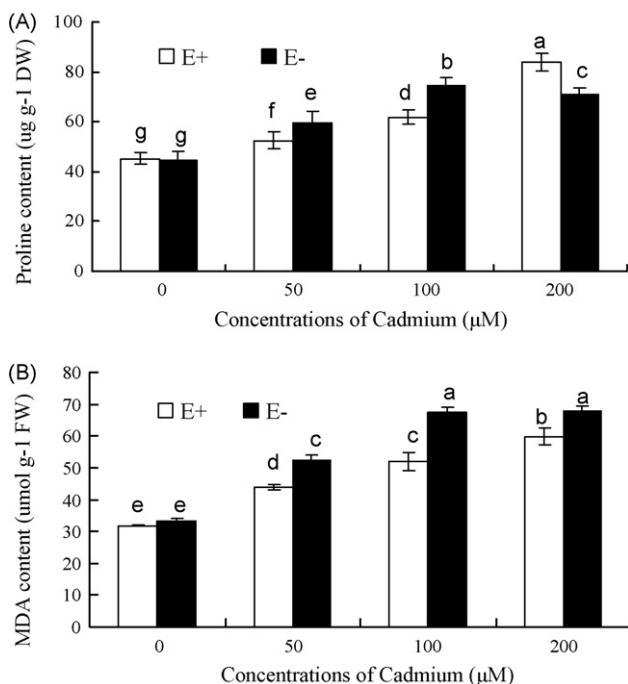 (A)
100
80
60
40
20
0
Proline content (ug g-1 DW)
E+ E-
g g f e d b a c
0 50 100 200
Concentrations of Cadmium (μM)
(B)
80
70
60
50
40
30
20
10
0
MDA content (umol g-1 FW)
E+ E-
e e d c c a b a
0 50 100 200
Concentrations of Cadmium (μM)